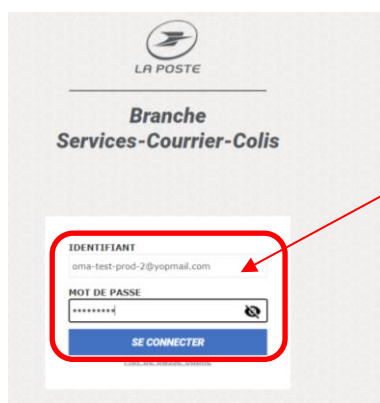 LA POSTE
Branche
Services-Courrier-Colis
IDENTIFIANT
oma-test-prod-2@yopmail.com
MOT DE PASSE
*********
SE CONNECTER